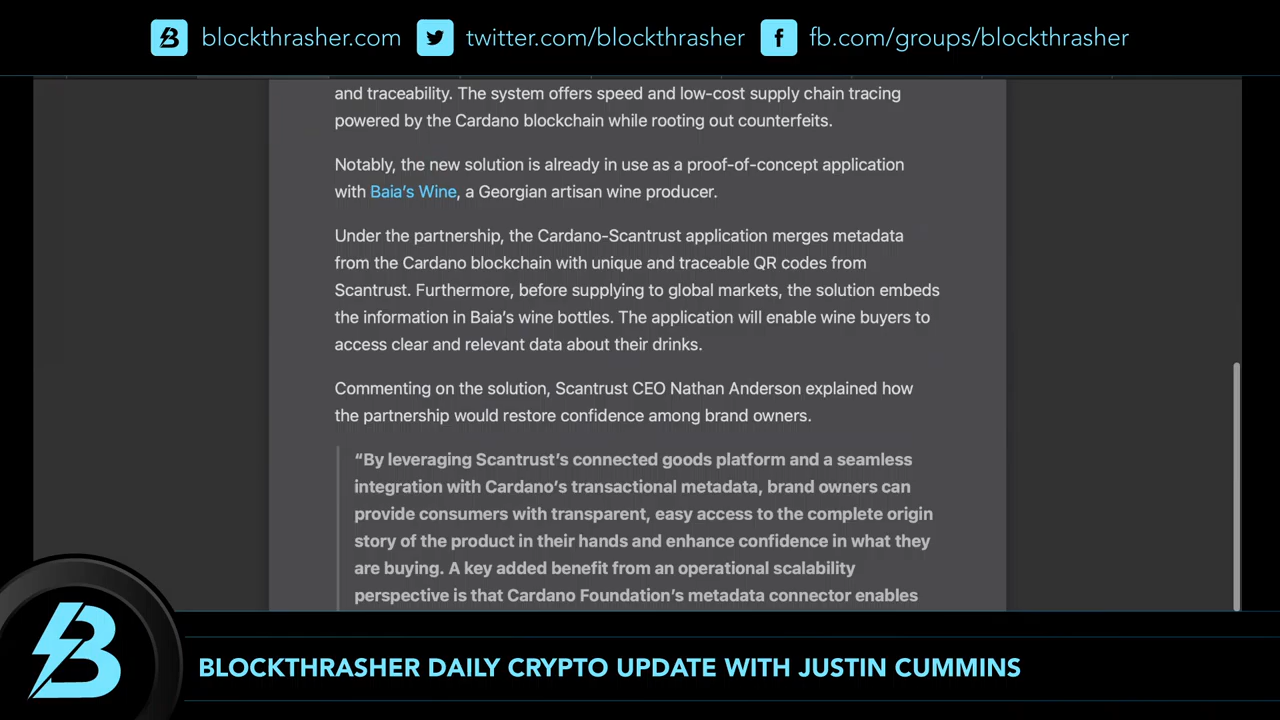 blockthrasher.com twitter.com/blockthrasher fb.com/groups/blockthrasher
and traceability. The system offers speed and low-cost supply chain tracing
powered by the Cardano blockchain while rooting out counterfeits.
Notably, the new solution is already in use as a proof-of-concept application
with Baia’s Wine, a Georgian artisan wine producer.
Under the partnership, the Cardano-Scantrust application merges metadata
from the Cardano blockchain with unique and traceable QR codes from
Scantrust. Furthermore, before supplying to global markets, the solution embeds
the information in Baia’s wine bottles. The application will enable wine buyers to
access clear and relevant data about their drinks.
Commenting on the solution, Scantrust CEO Nathan Anderson explained how
the partnership would restore confidence among brand owners.
“By leveraging Scantrust’s connected goods platform and a seamless
integration with Cardano’s transactional metadata, brand owners can
provide consumers with transparent, easy access to the complete origin
story of the product in their hands and enhance confidence in what they
are buying. A key added benefit from an operational scalability
perspective is that Cardano Foundation’s metadata connector enables
BLOCKTHRASHER DAILY CRYPTO UPDATE WITH JUSTIN CUMMINS